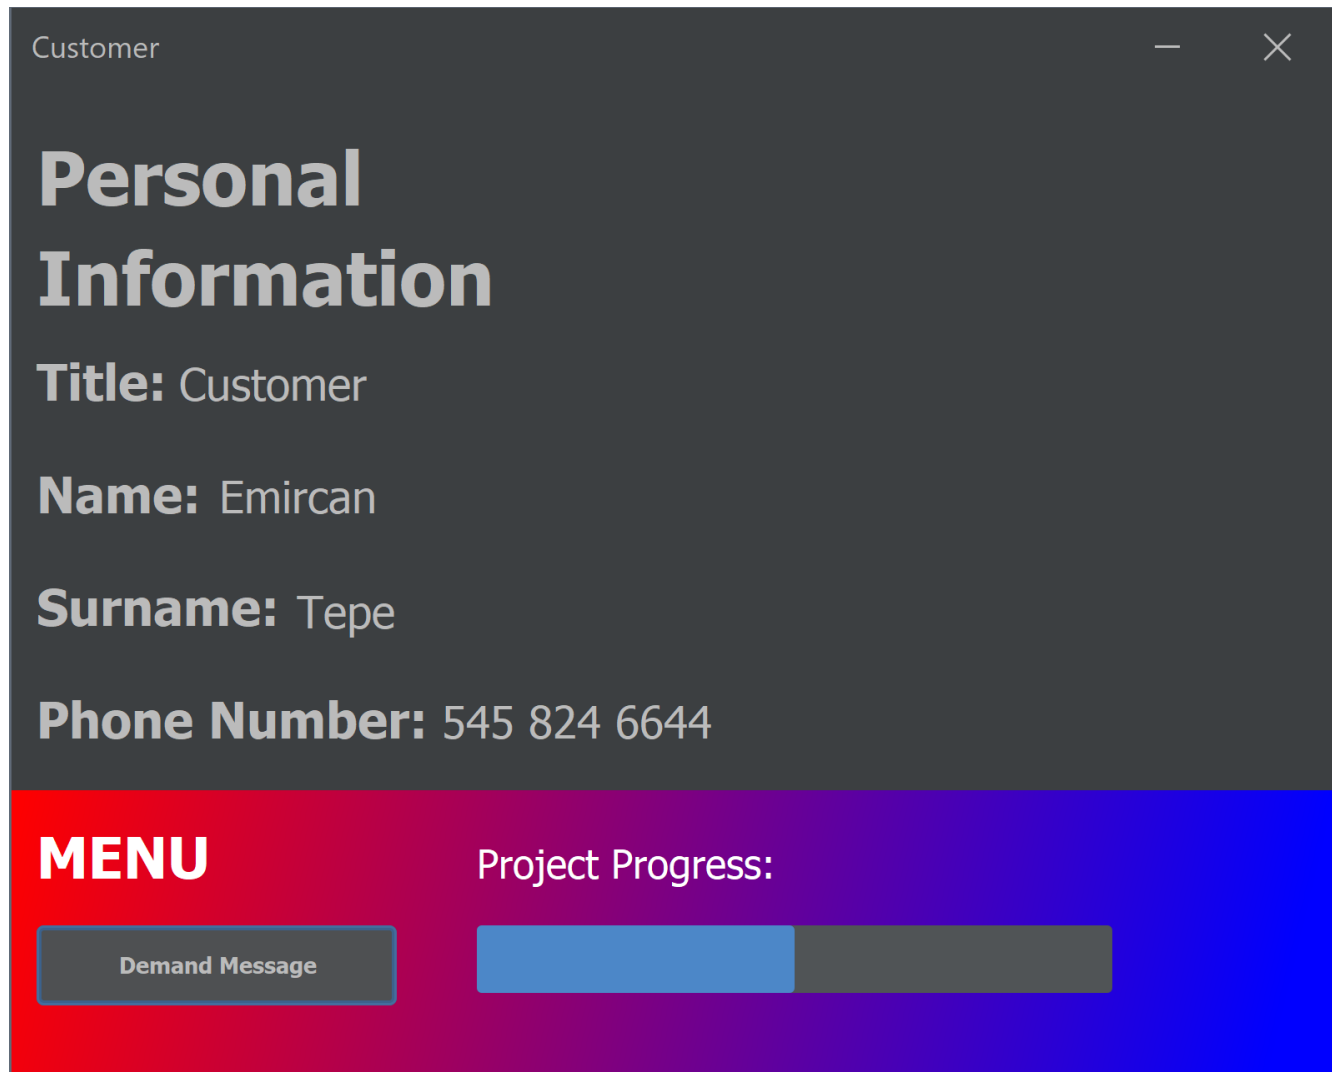 Customer
Personal
Information
Title: Customer
Name: Emircan
Surname: Tepe
Phone Number: 545 824 6644
MENU
Project Progress:
Demand Message